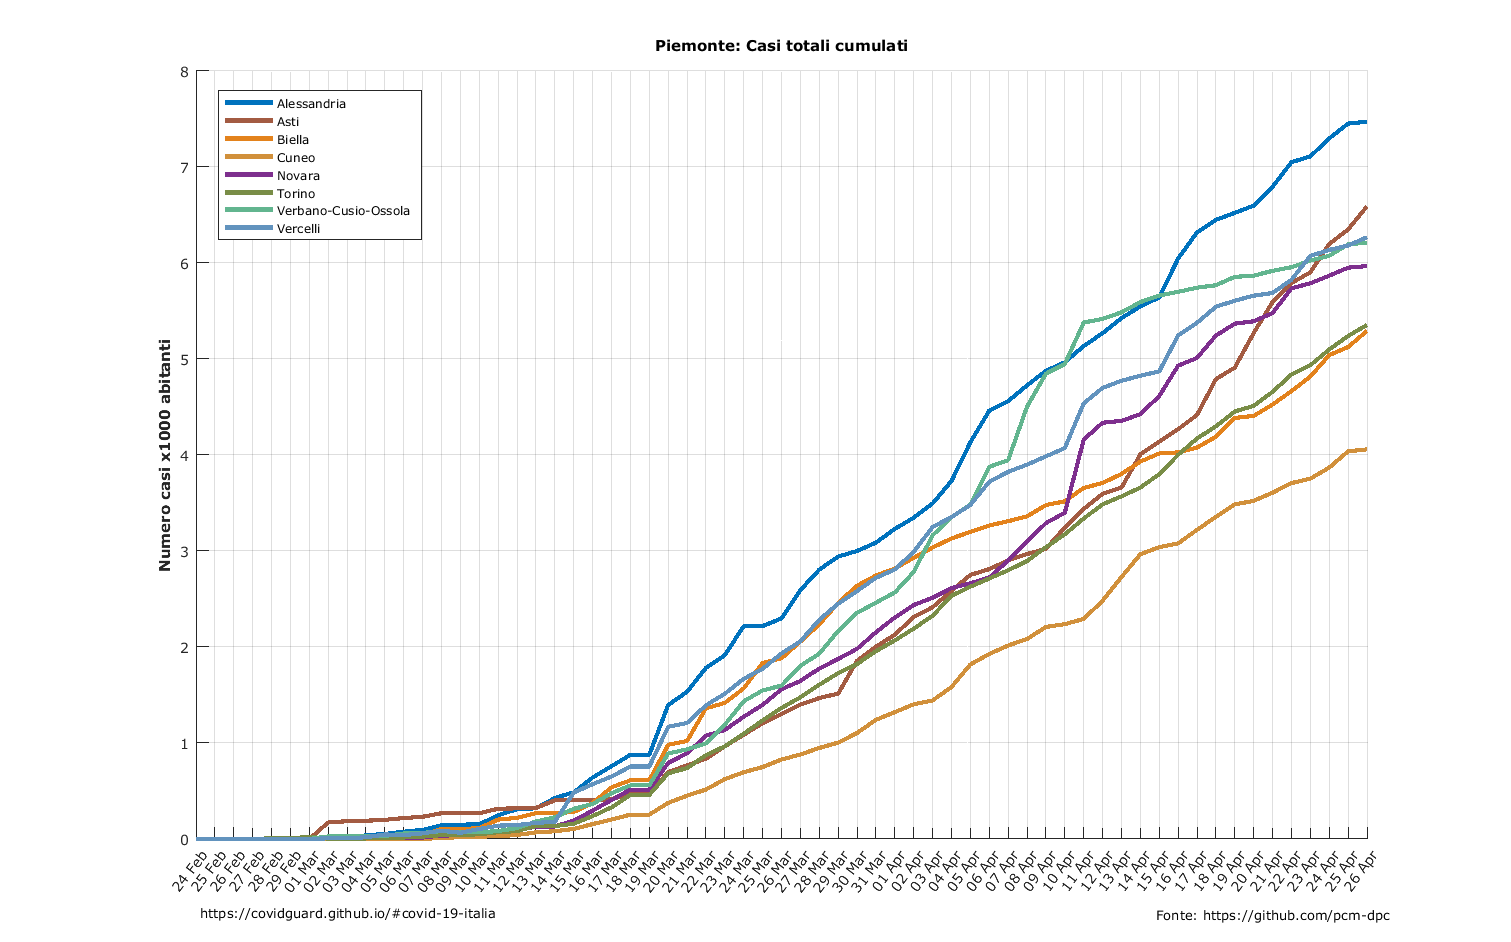 Piemonte: Casi totali cumulati
8
7
6
5
4
3
2
1
0
Numero casi x1000 abitanti
Alessandria
Asti
Biella
Cuneo
Novara
Torino
Verbano-Cusio-Ossola
Vercelli
24 Feb
25 Feb
26 Feb
27 Feb
28 Feb
29 Feb
01 Mar
02 Mar
03 Mar
04 Mar
05 Mar
06 Mar
07 Mar
08 Mar
09 Mar
10 Mar
11 Mar
12 Mar
13 Mar
14 Mar
15 Mar
16 Mar
17 Mar
18 Mar
19 Mar
20 Mar
21 Mar
22 Mar
23 Mar
24 Mar
25 Mar
26 Mar
27 Mar
28 Mar
29 Mar
30 Mar
31 Mar
01 Apr
02 Apr
03 Apr
04 Apr
05 Apr
06 Apr
07 Apr
08 Apr
09 Apr
10 Apr
11 Apr
12 Apr
13 Apr
14 Apr
15 Apr
16 Apr
17 Apr
18 Apr
19 Apr
20 Apr
21 Apr
22 Apr
23 Apr
24 Apr
25 Apr
26 Apr
https://covidguard.github.io/#covid-19-italia
Fonte: https://github.com/pcm-dpc